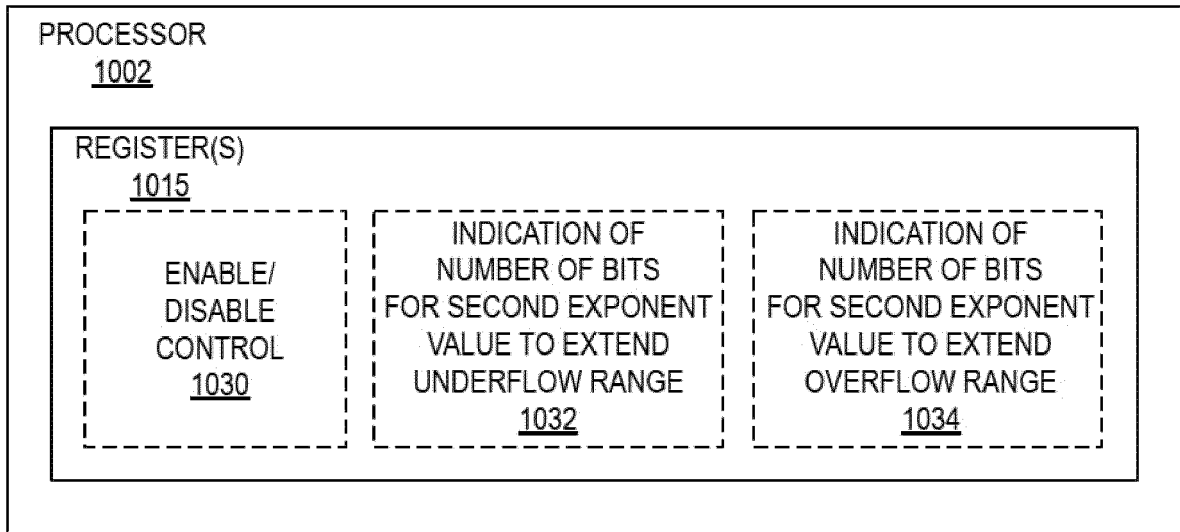 PROCESSOR
1002
REGISTER(S)
1015
ENABLE/
DISABLE
CONTROL
1030
INDICATION OF
NUMBER OF BITS
FOR SECOND EXPONENT
VALUE TO EXTEND
UNDERFLOW RANGE
1032
INDICATION OF
NUMBER OF BITS
FOR SECOND EXPONENT
VALUE TO EXTEND
OVERFLOW RANGE
1034